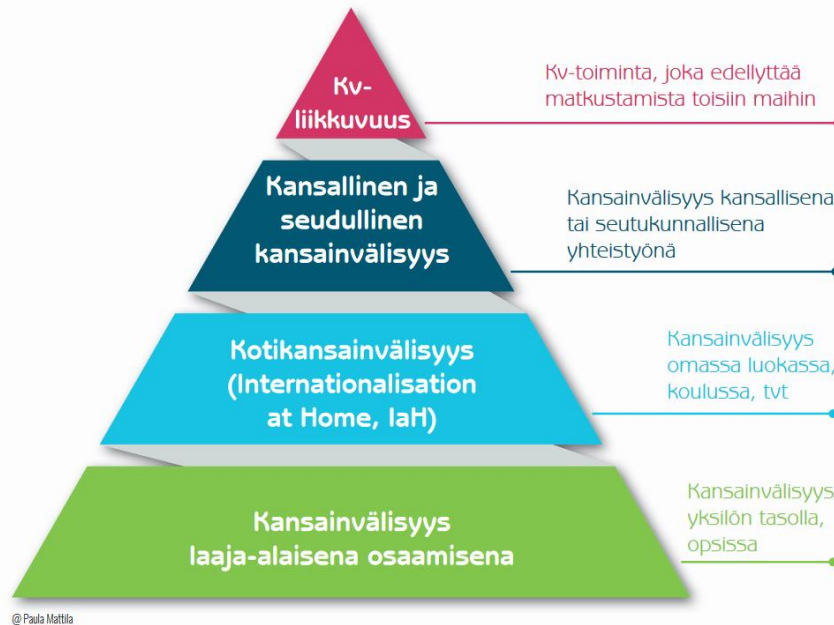 Kv-
liikkuvuus
Kv-toiminta, joka edellyttää
matkustamista toisiin maihin
Kansallinen ja
seudullinen
kansainvälisyys
Kansainvälisyys kansallisena
tai seutukunnallisena
yhteistyönä
Kotikansainvälisyys
(Internationalisation
at Home, IaH)
Kansainvälisyys
omassa luokassa,
koulussa, tvt
Kansainvälisyys
laaja-alaisena osaamisena
Kansainvälisyys
yksilön tasolla,
opsissa
@ Paula Mattila